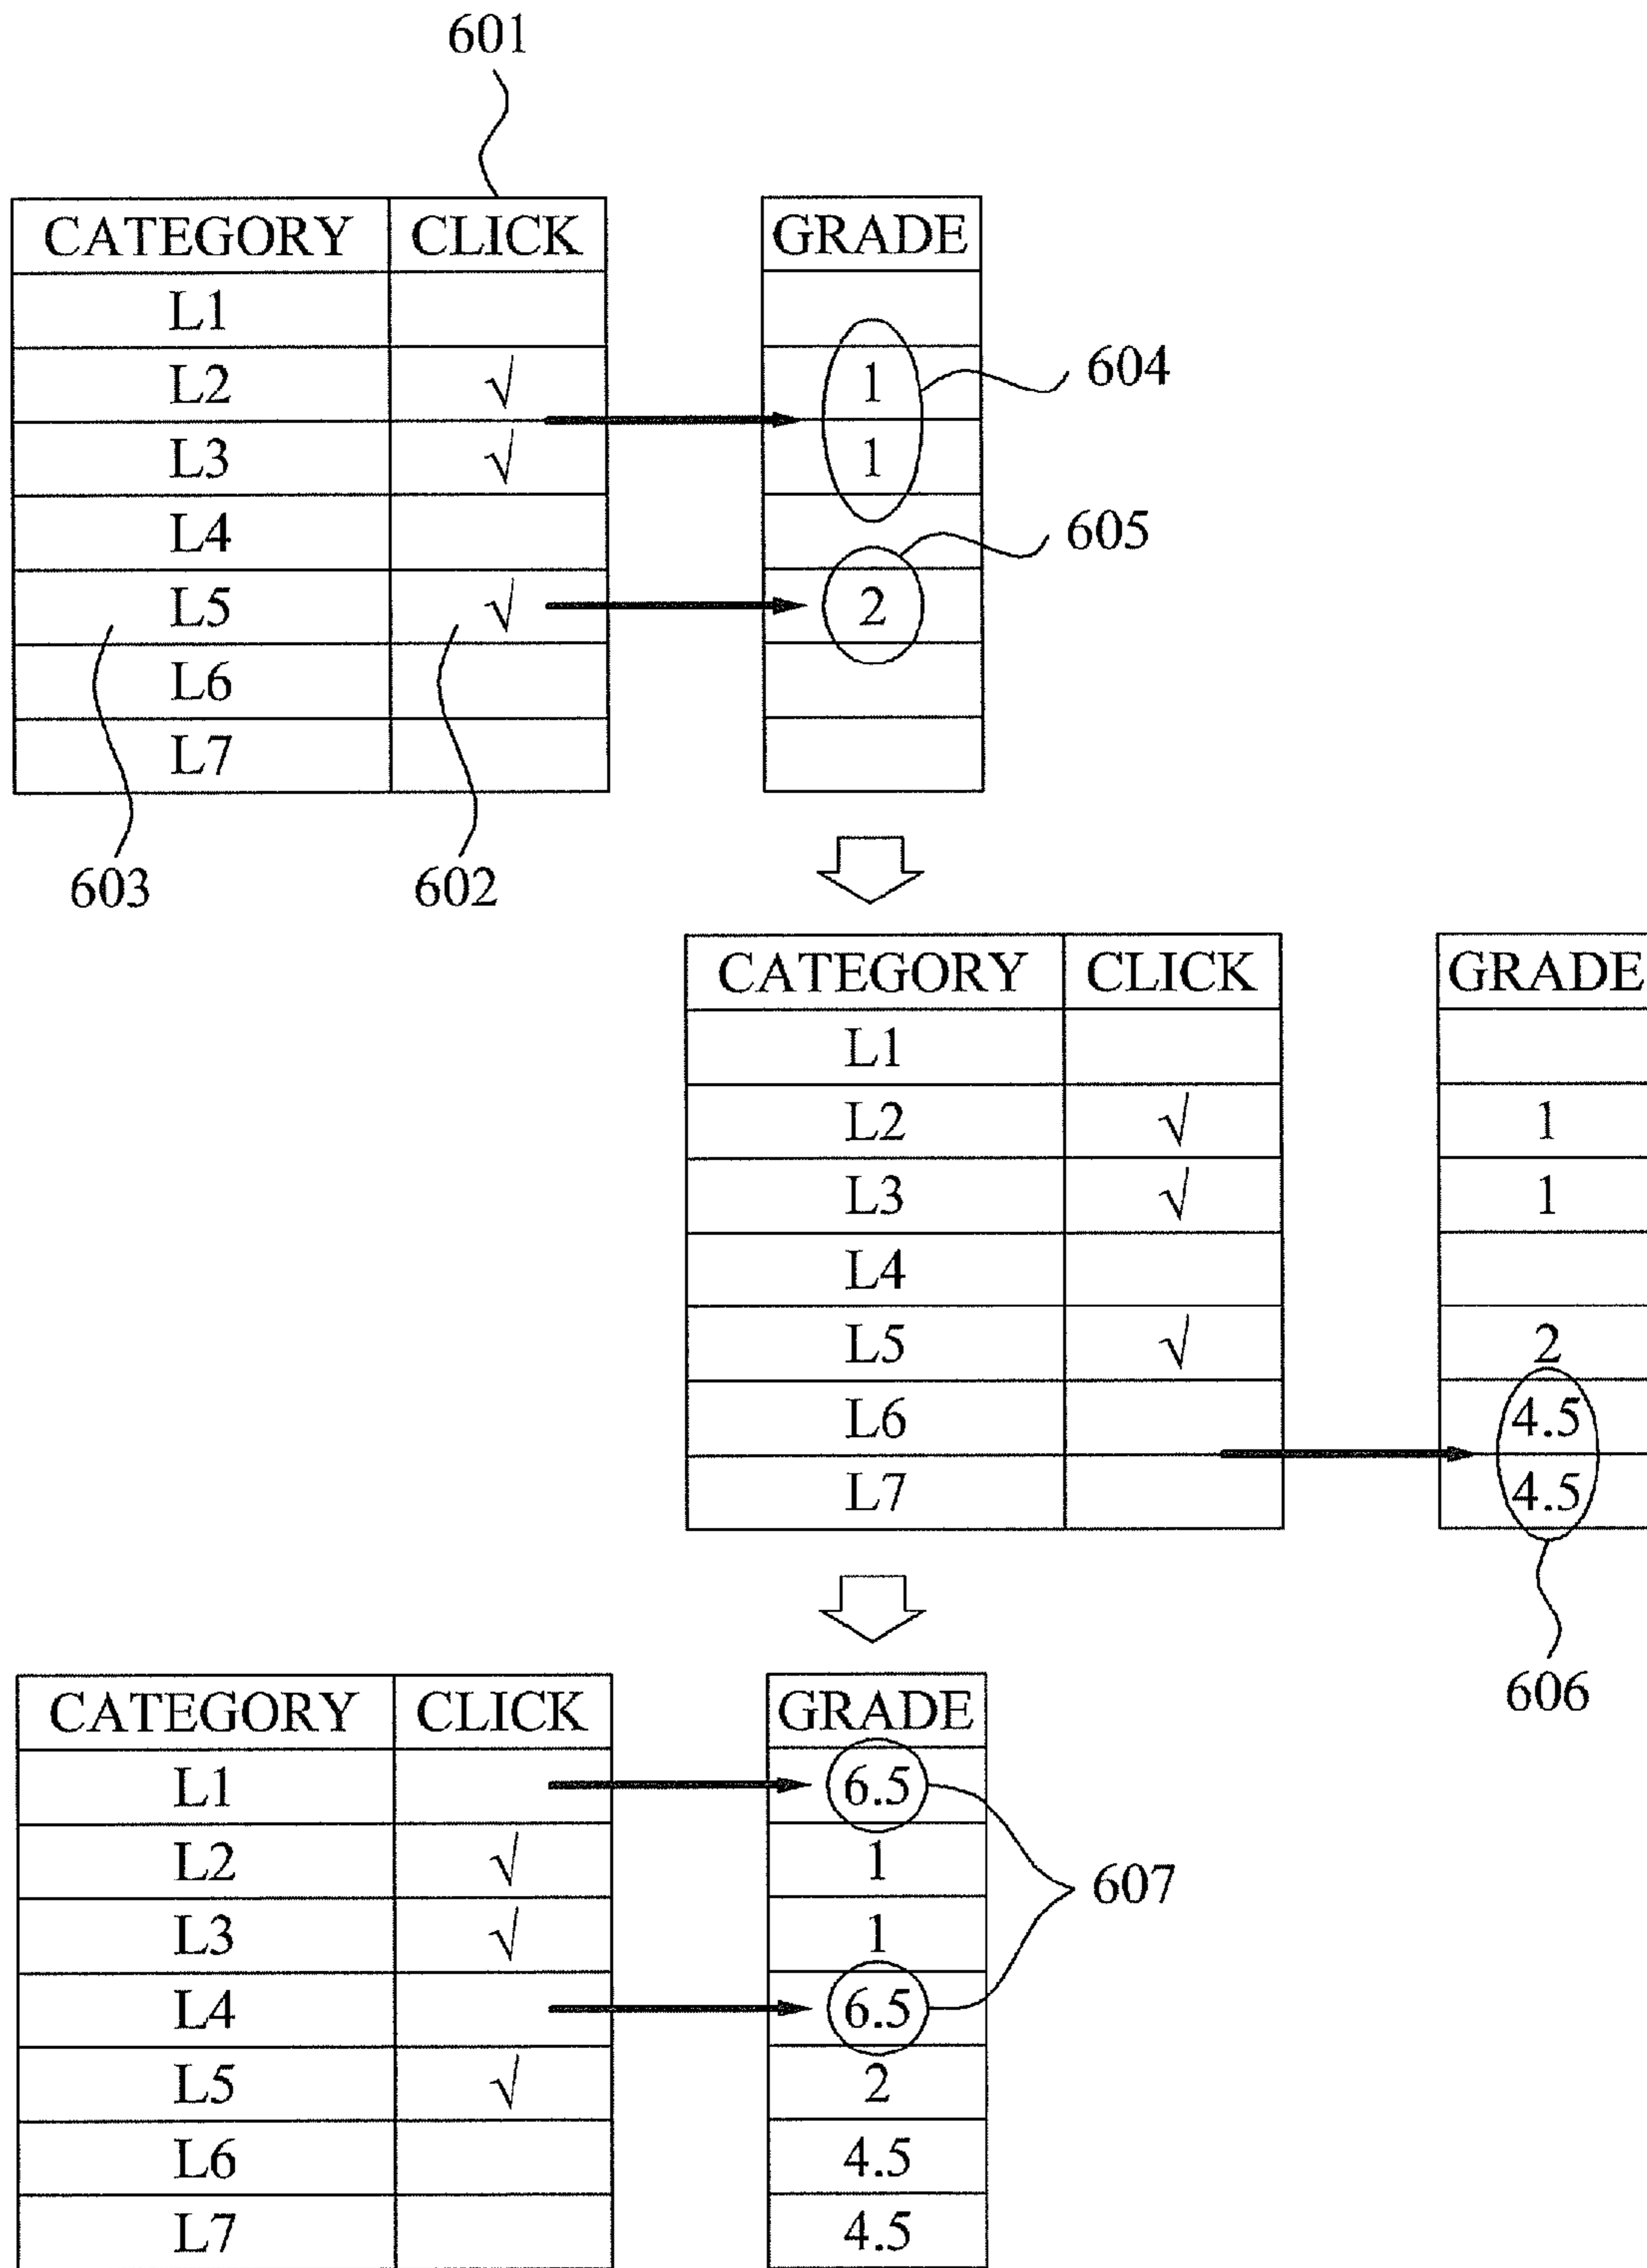 601
CATEGORY CLICK GRADE
L1
L2 √ 1 604
L3 √ 1
L4 605
L5 √ 2
L6
L7
603 602
CATEGORY CLICK GRADE
L1
L2 √ 1
L3 √ 1
L4
L5 √ 2
L6 4.5
L7 4.5
606
CATEGORY CLICK GRADE
L1 6.5
L2 √ 1 607
L3 √ 1
L4 6.5
L5 √ 2
L6 4.5
L7 4.5